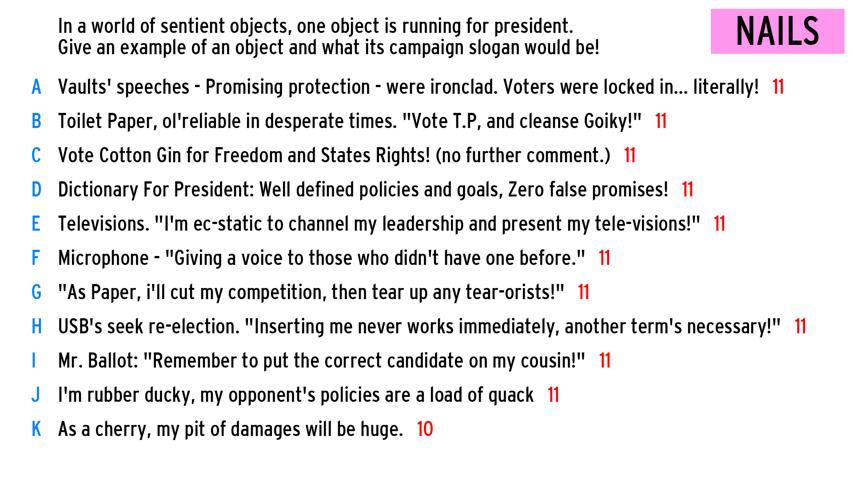 In a world of sentient objects, one object is running for president.
Give an example of an object and what its campaign slogan would be!
NAILS
A Vaults' speeches - Promising protection - were ironclad. Voters were locked in... literally! 11
B Toilet Paper, ol'reliable in desperate times. "Vote T.P, and cleanse Goiky!" 11
C Vote Cotton Gin for Freedom and States Rights! (no further comment.) 11
D Dictionary For President: Well defined policies and goals, Zero false promises! 11
E Televisions. "I'm ec-static to channel my leadership and present my tele-visions!" 11
F Microphone - "Giving a voice to those who didn't have one before." 11
G "As Paper, i'll cut my competition, then tear up any tear-orists!" 11
H USB's seek re-election. "Inserting me never works immediately, another term's necessary!" 11
I Mr. Ballot: "Remember to put the correct candidate on my cousin!" 11
J I'm rubber ducky, my opponent's policies are a load of quack 11
K As a cherry, my pit of damages will be huge. 10